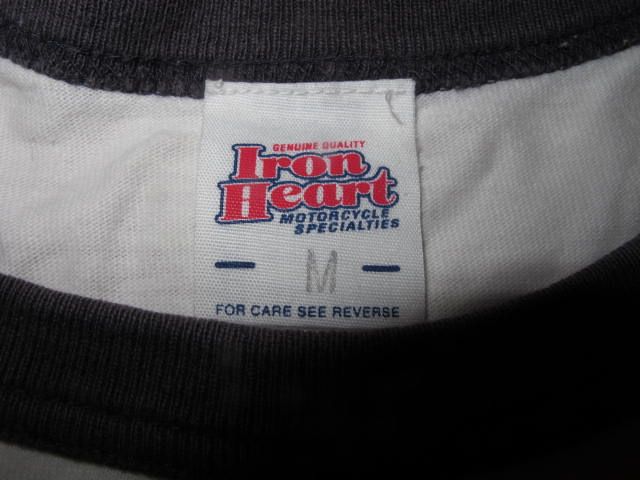 GENUINE QUALITY
Iron
Heart
MOTORCYCLE
SPECIALTIES
M
FOR CARE SEE REVERSE